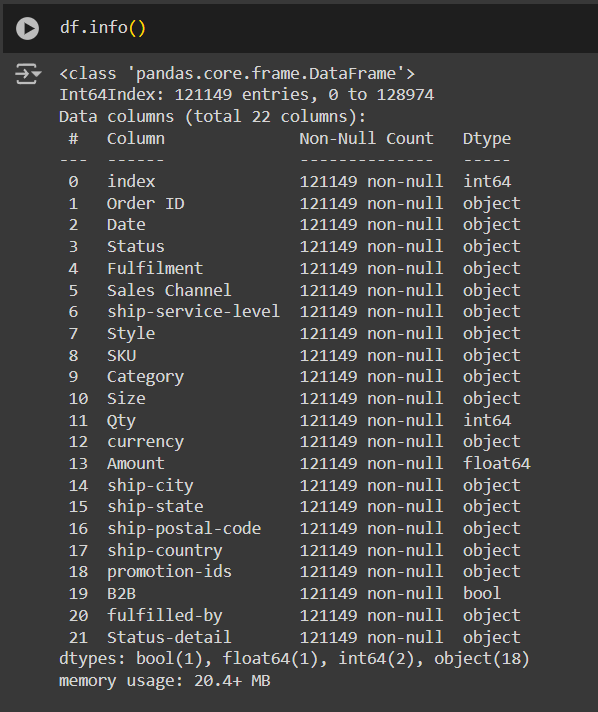 df.info()
<class 'pandas.core.frame.DataFrame'>
Int64Index: 121149 entries, 0 to 128974
Data columns (total 22 columns):
 #   Column              Non-Null Count   Dtype
---  ------              --------------   -----
 0   index               121149 non-null  int64
 1   Order ID            121149 non-null  object
 2   Date                121149 non-null  object
 3   Status              121149 non-null  object
 4   Fulfilment          121149 non-null  object
 5   Sales Channel       121149 non-null  object
 6   ship-service-level  121149 non-null  object
 7   Style               121149 non-null  object
 8   SKU                 121149 non-null  object
 9   Category            121149 non-null  object
 10  Size                121149 non-null  object
 11  Qty                 121149 non-null  int64
 12  currency            121149 non-null  object
 13  Amount              121149 non-null  float64
 14  ship-city           121149 non-null  object
 15  ship-state          121149 non-null  object
 16  ship-postal-code    121149 non-null  object
 17  ship-country        121149 non-null  object
 18  promotion-ids       121149 non-null  object
 19  B2B                 121149 non-null  bool
 20  fulfilled-by        121149 non-null  object
 21  Status-detail       121149 non-null  object
dtypes: bool(1), float64(1), int64(2), object(18)
memory usage: 20.4+ MB